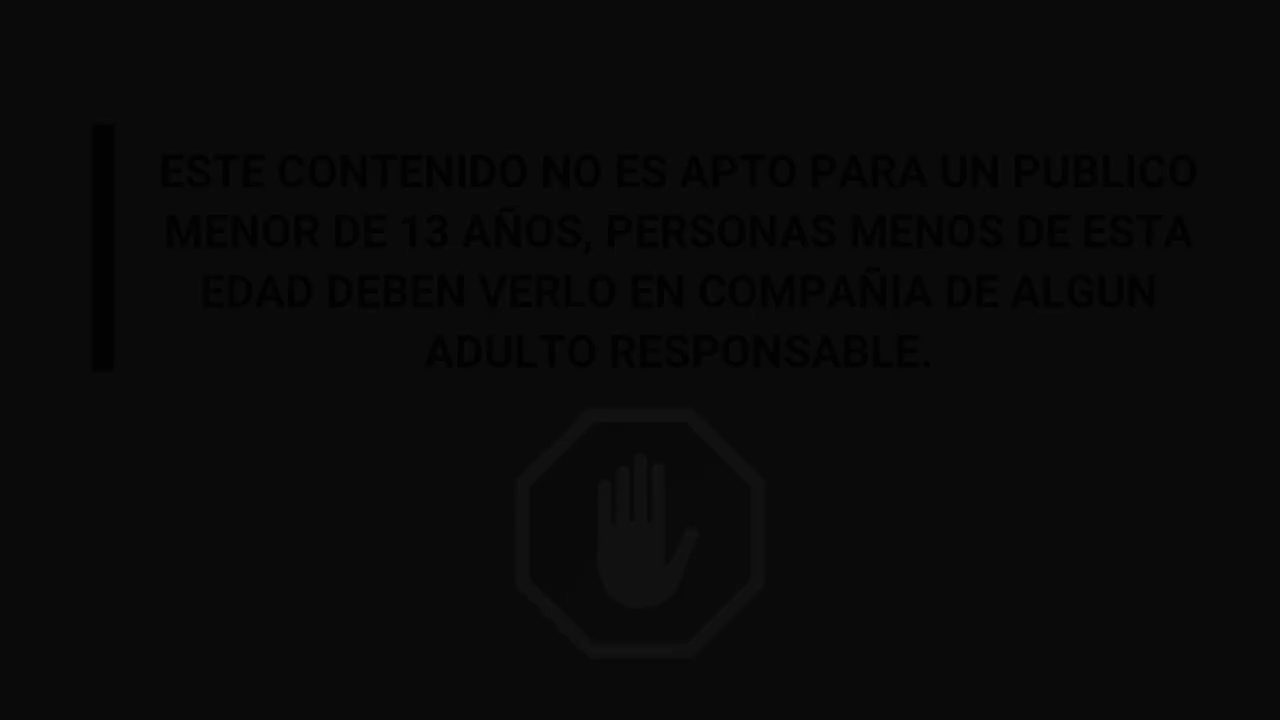 ESTE CONTENIDO NO ES APTO PARA UN PUBLICO
MENOR DE 13 AÑOS, PERSONAS MENOS DE ESTA
EDAD DEBEN VERLO EN COMPAÑIA DE ALGUN
ADULTO RESPONSABLE.